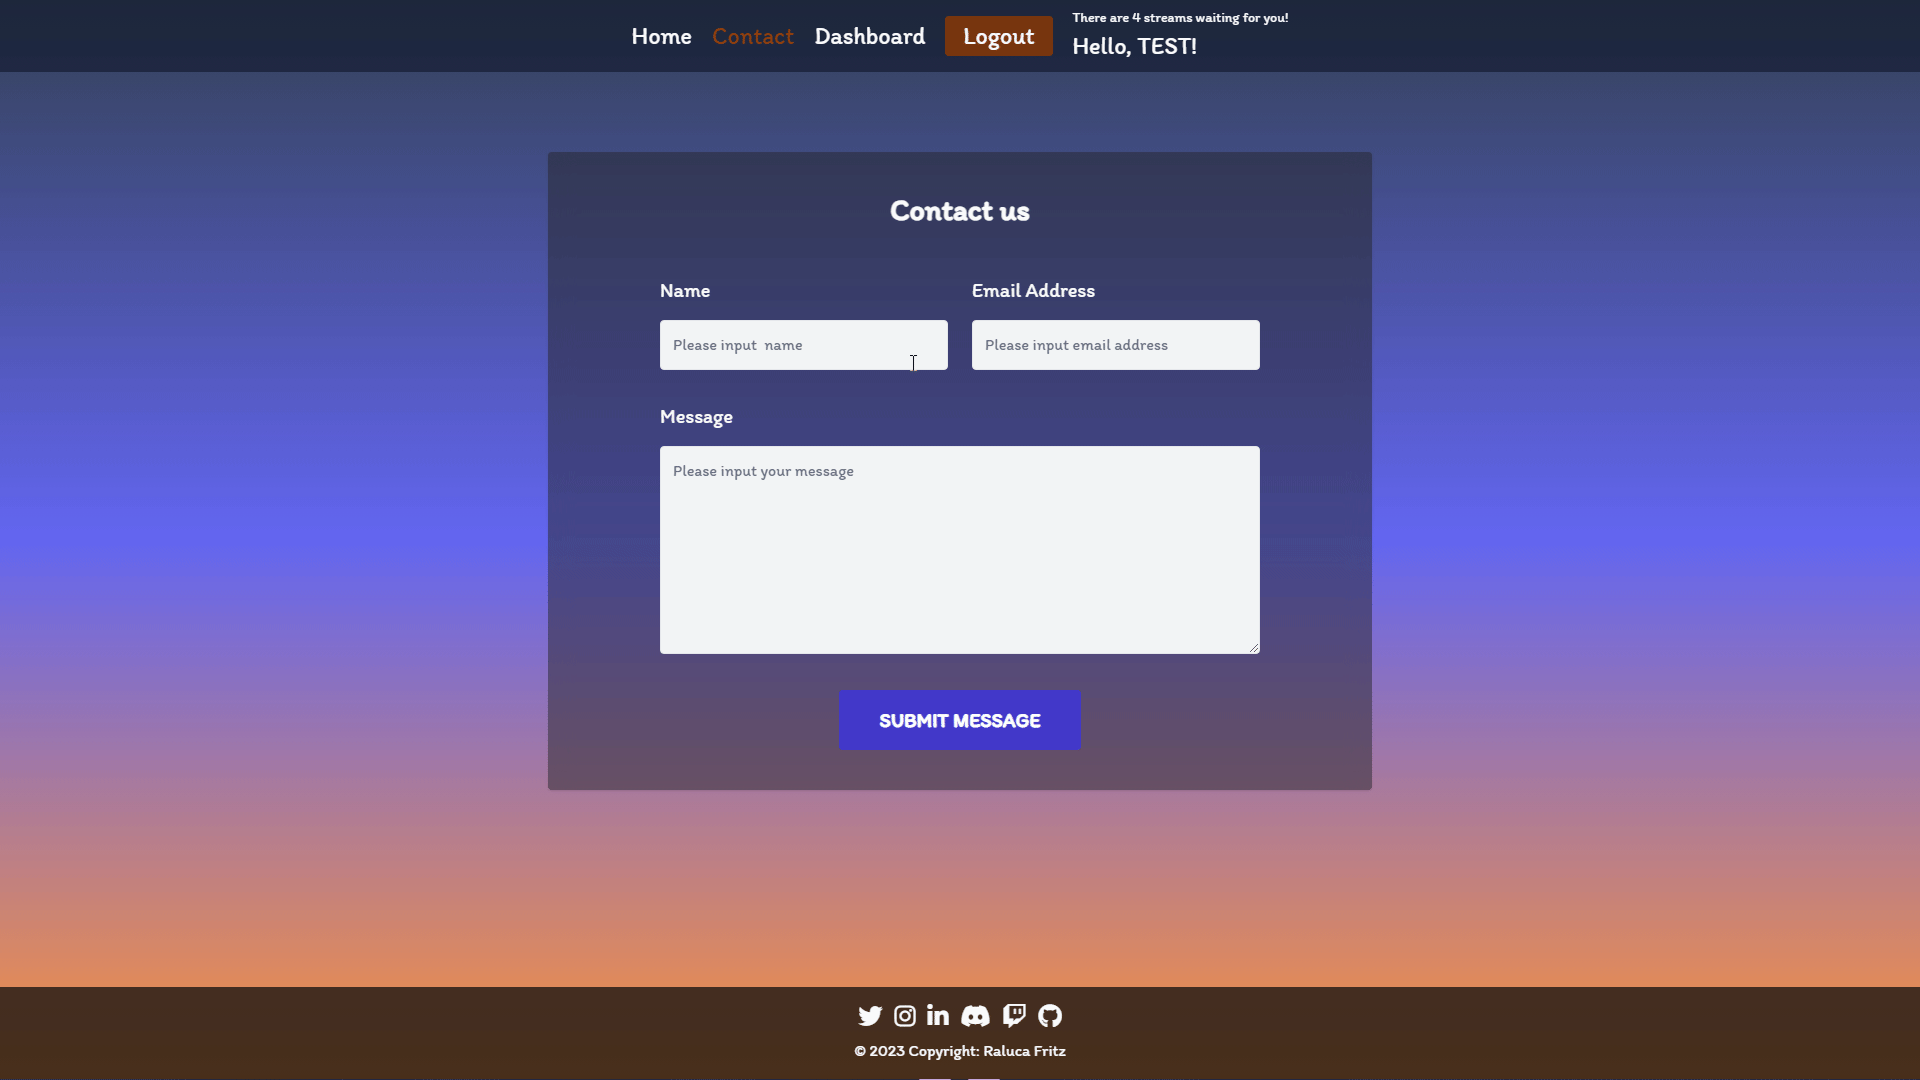 There are 4 streams waiting for you!
Home Contact Dashboard Logout Hello, TEST!
Contact us
Name Email Address
Please input  name Please input email address
Message
Please input your message
SUBMIT MESSAGE
© 2023 Copyright: Raluca Fritz